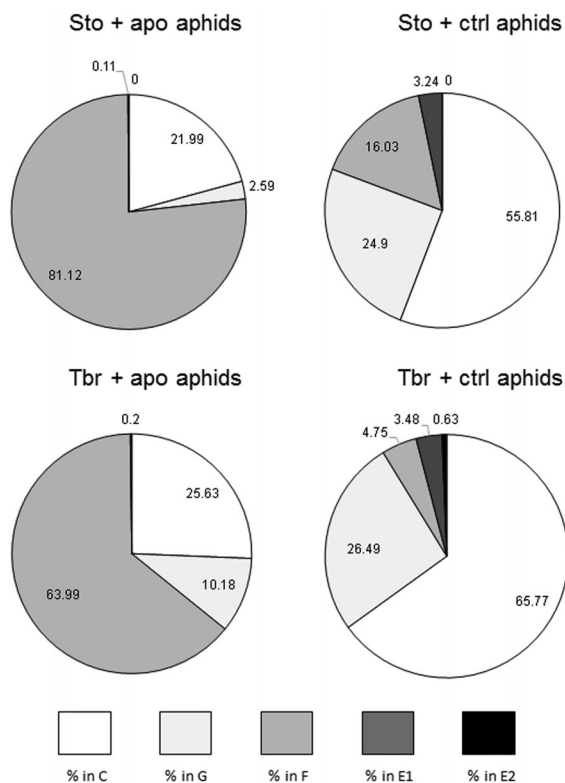 Sto + apo aphids
Sto + ctrl aphids
0.11
0
21.99
2.59
81.12
3.24
0
16.03
24.9
55.81
Tbr + apo aphids
Tbr + ctrl aphids
0.2
25.63
10.18
63.99
4.75
3.48
0.63
26.49
65.77
% in C
% in G
% in F
% in E1
% in E2